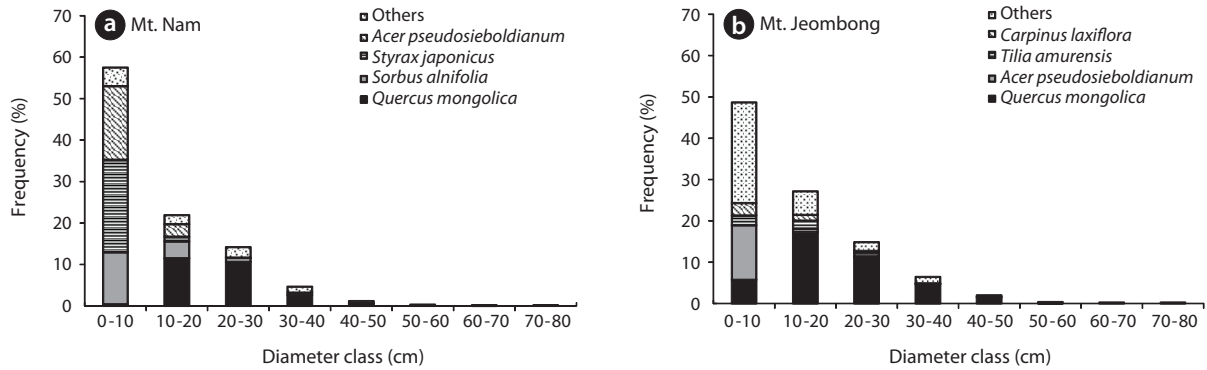 a Mt. Nam
Others
Acer pseudosieboldianum
Styrax japonicus
Sorbus alnifolia
Quercus mongolica
Frequency (%)
70
60
50
40
30
20
10
0
0-10 10-20 20-30 30-40 40-50 50-60 60-70 70-80
Diameter class (cm)
b Mt. Jeombong
Others
Carpinus laxiflora
Tilia amurensis
Acer pseudosieboldianum
Quercus mongolica
Frequency (%)
70
60
50
40
30
20
10
0
0-10 10-20 20-30 30-40 40-50 50-60 60-70 70-80
Diameter class (cm)